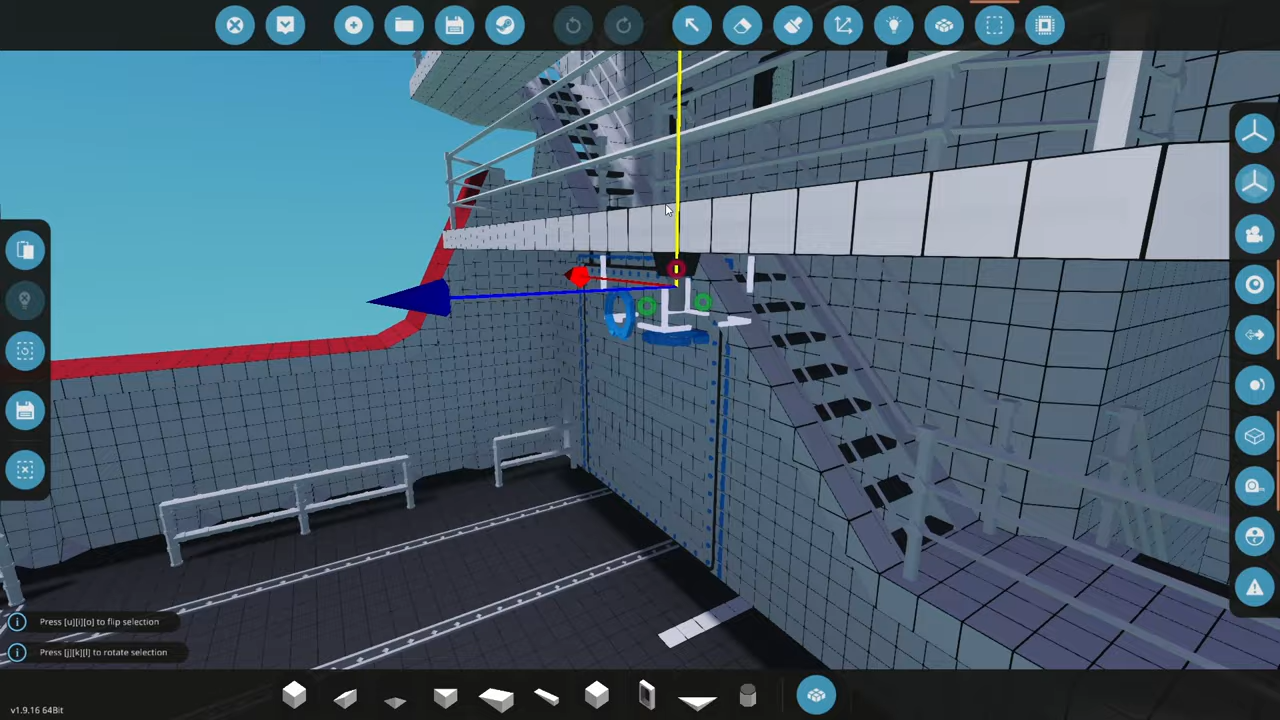 Press [u][i][o] to flip selection
Press [j][k][l] to rotate selection
v1.9.16 64Bit